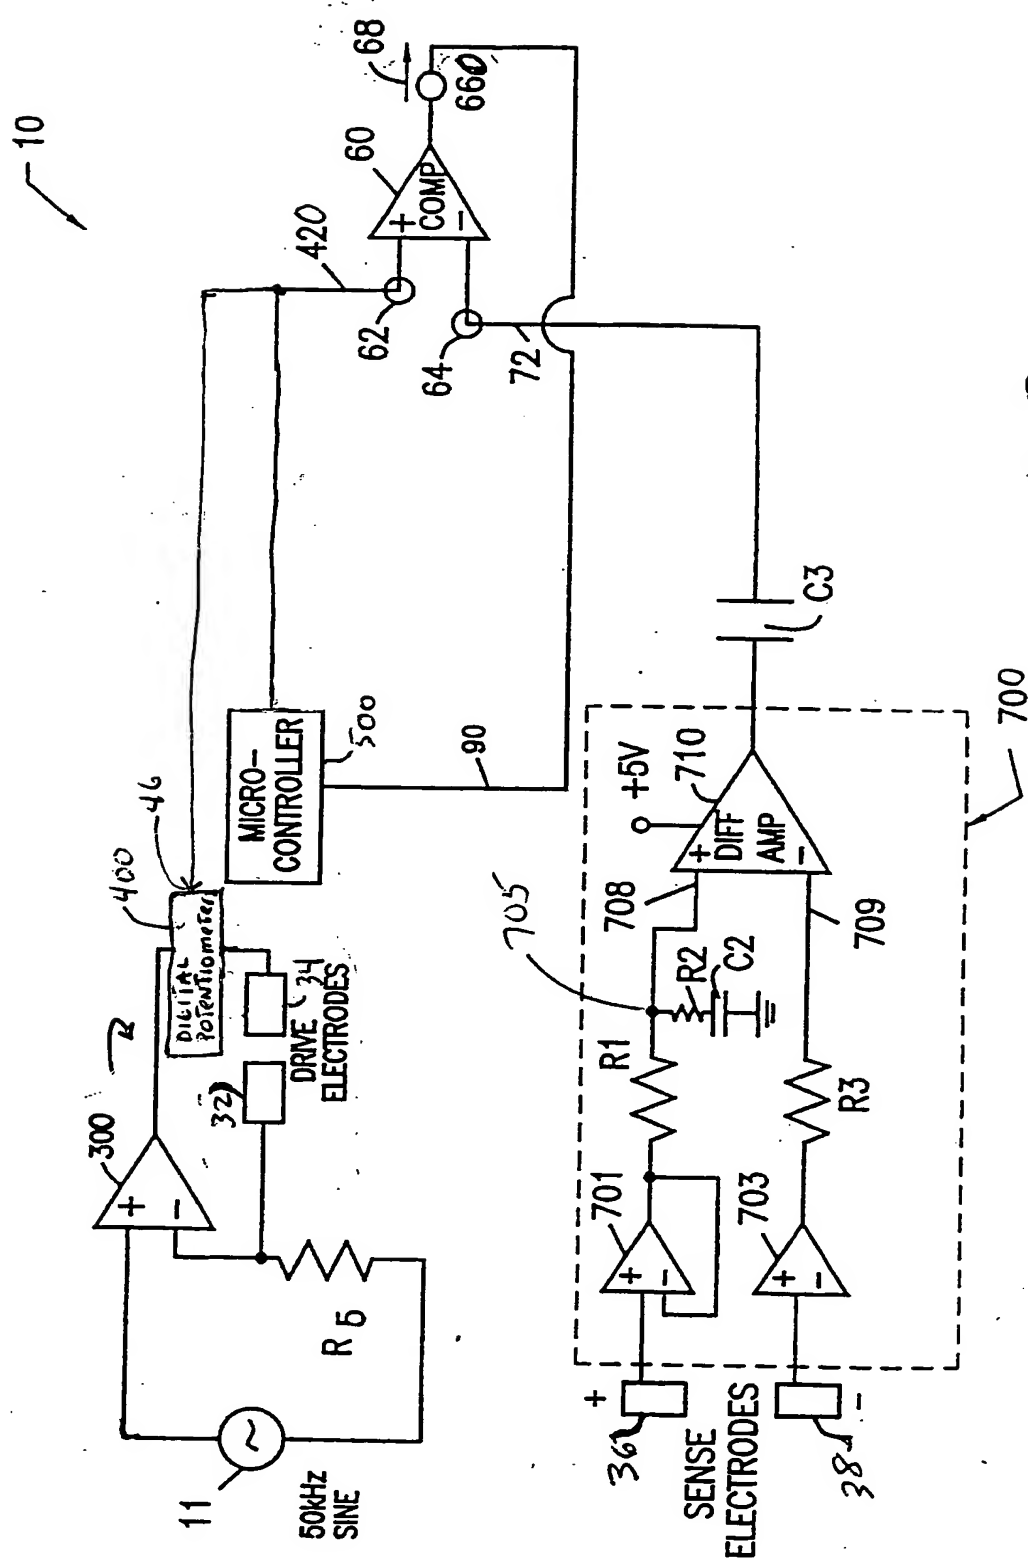 10
11
50kHz
SINE
300
+
−
R5
400
46
DIGITAL
POTENTIOMETER
32
34
DRIVE
ELECTRODES
MICRO-
CONTROLLER
500
90
420
62
64
72
60
+
COMP
−
68
660
36
+
SENSE
ELECTRODES
38
−
701
+
−
703
+
−
R1
R3
705
R2
C2
708
709
+5V
710
+
DIFF
AMP
−
C3
700